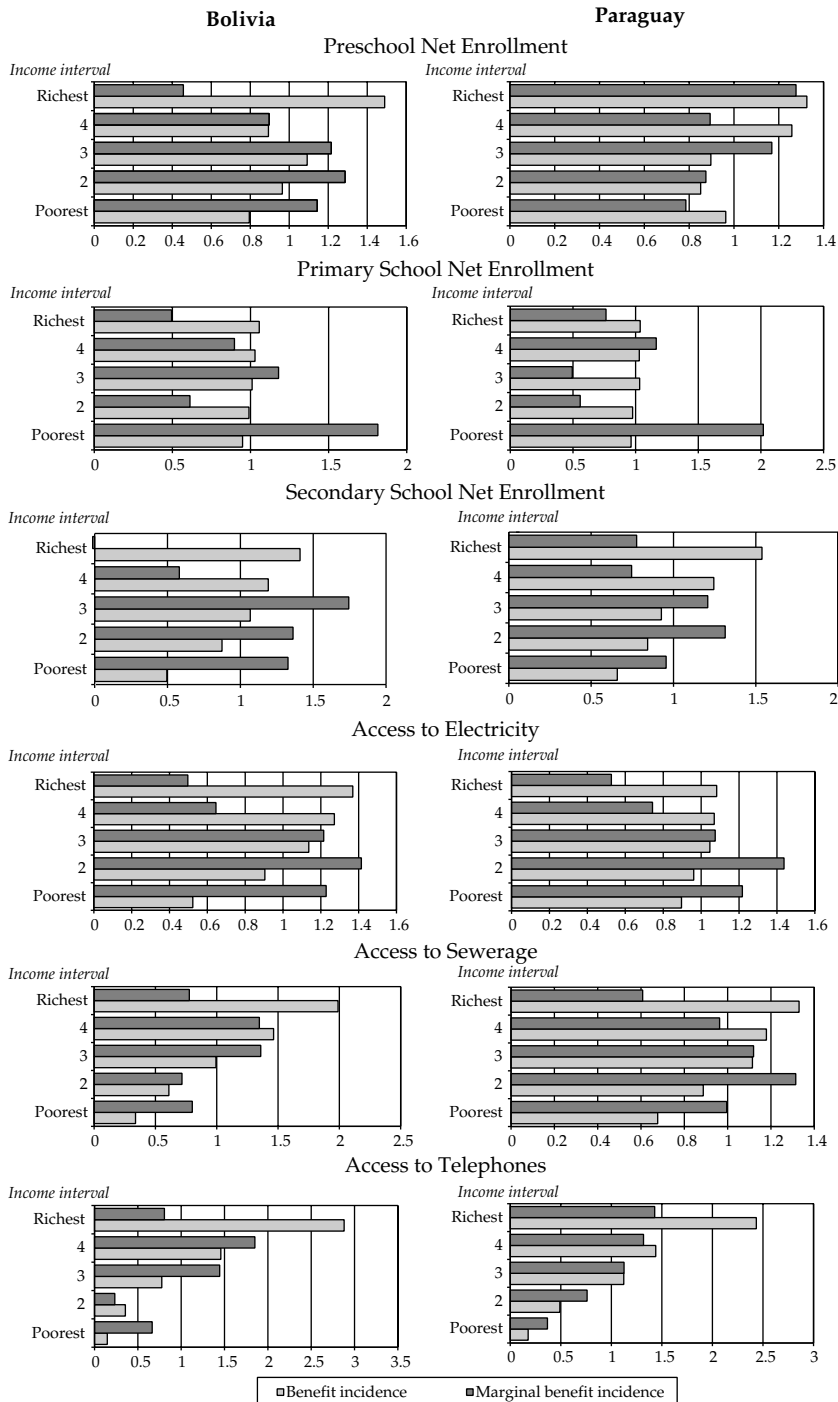 Bolivia
Paraguay
Preschool Net Enrollment
Income interval
Income interval
Richest
4
3
2
Poorest
0 0.2 0.4 0.6 0.8 1 1.2 1.4 1.6
Richest
4
3
2
Poorest
0 0.2 0.4 0.6 0.8 1 1.2 1.4
Primary School Net Enrollment
Income interval
Income interval
Richest
4
3
2
Poorest
0 0.5 1 1.5 2
Richest
4
3
2
Poorest
0 0.5 1 1.5 2 2.5
Secondary School Net Enrollment
Income interval
Income interval
Richest
4
3
2
Poorest
0 0.5 1 1.5 2
Richest
4
3
2
Poorest
0 0.5 1 1.5 2
Access to Electricity
Income interval
Income interval
Richest
4
3
2
Poorest
0 0.2 0.4 0.6 0.8 1 1.2 1.4 1.6
Richest
4
3
2
Poorest
0 0.2 0.4 0.6 0.8 1 1.2 1.4 1.6
Access to Sewerage
Income interval
Income interval
Richest
4
3
2
Poorest
0 0.5 1 1.5 2 2.5
Richest
4
3
2
Poorest
0 0.2 0.4 0.6 0.8 1 1.2 1.4
Access to Telephones
Income interval
Income interval
Richest
4
3
2
Poorest
0 0.5 1 1.5 2 2.5 3 3.5
Richest
4
3
2
Poorest
0 0.5 1 1.5 2 2.5 3
Benefit incidence Marginal benefit incidence